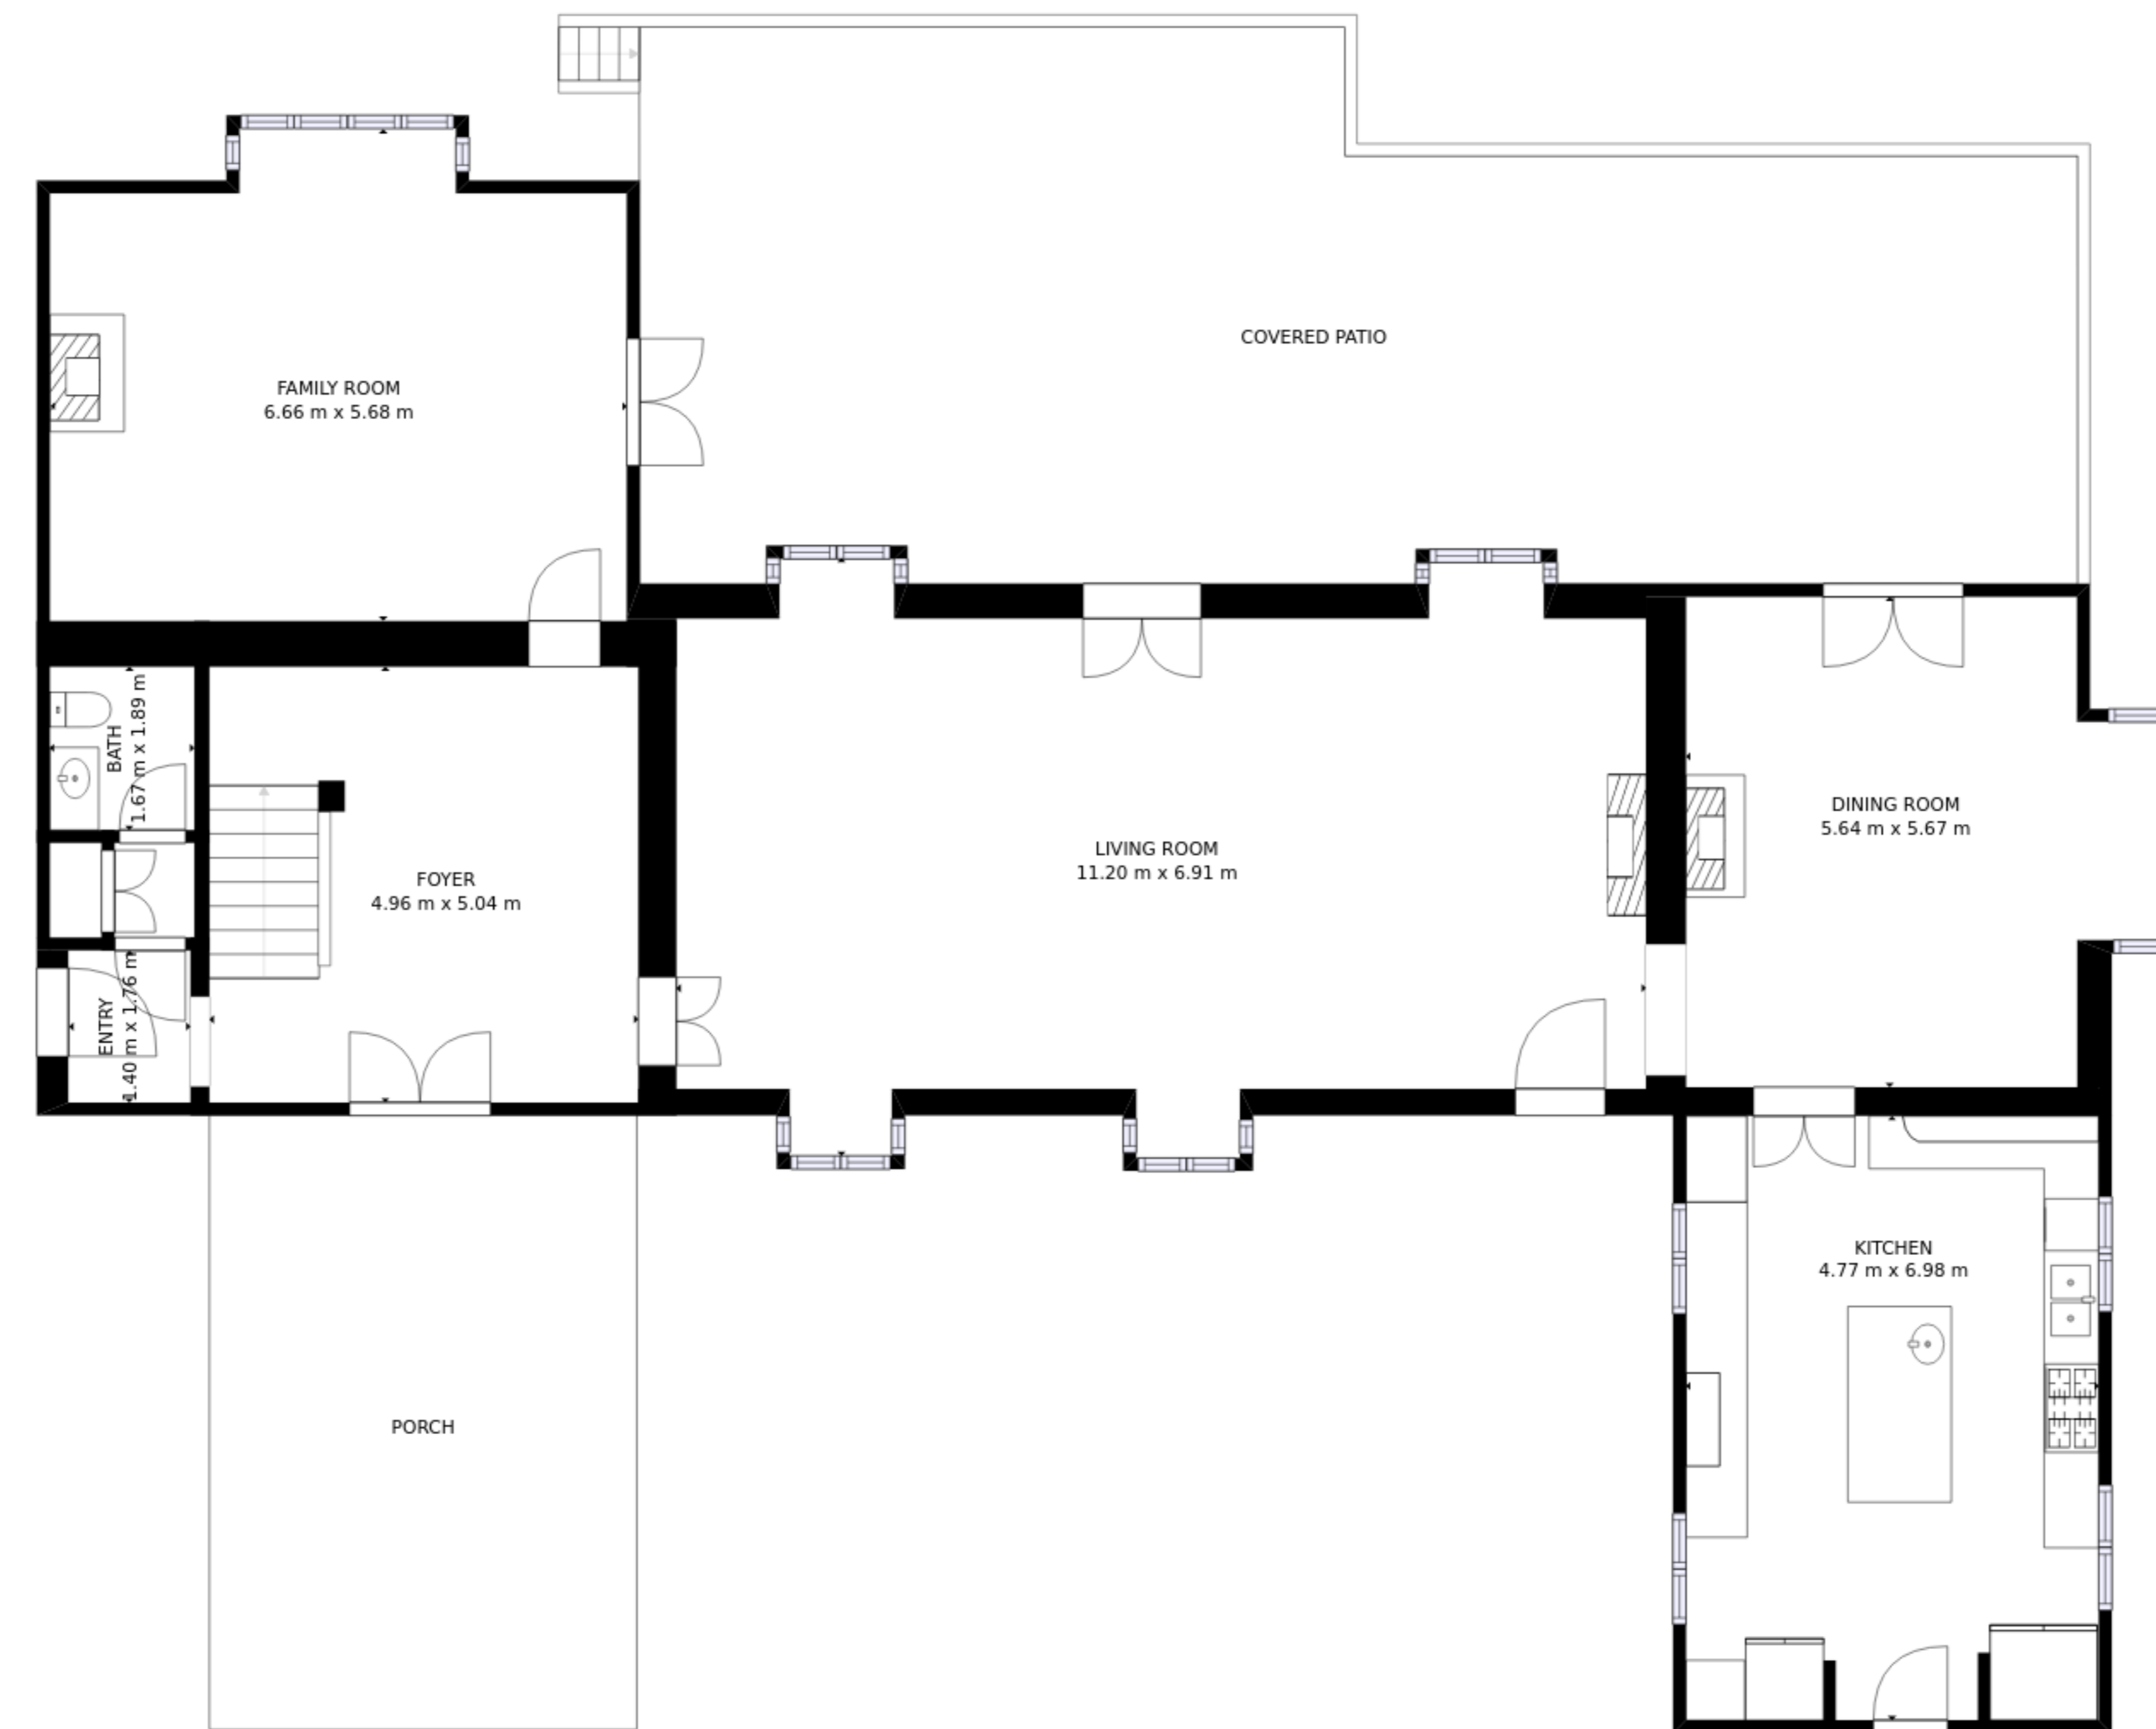 COVERED PATIO
FAMILY ROOM
6.66 m x 5.68 m
BATH
1.67 m x 1.89 m
DINING ROOM
5.64 m x 5.67 m
LIVING ROOM
11.20 m x 6.91 m
FOYER
4.96 m x 5.04 m
ENTRY
1.40 m x 1.76 m
KITCHEN
4.77 m x 6.98 m
PORCH